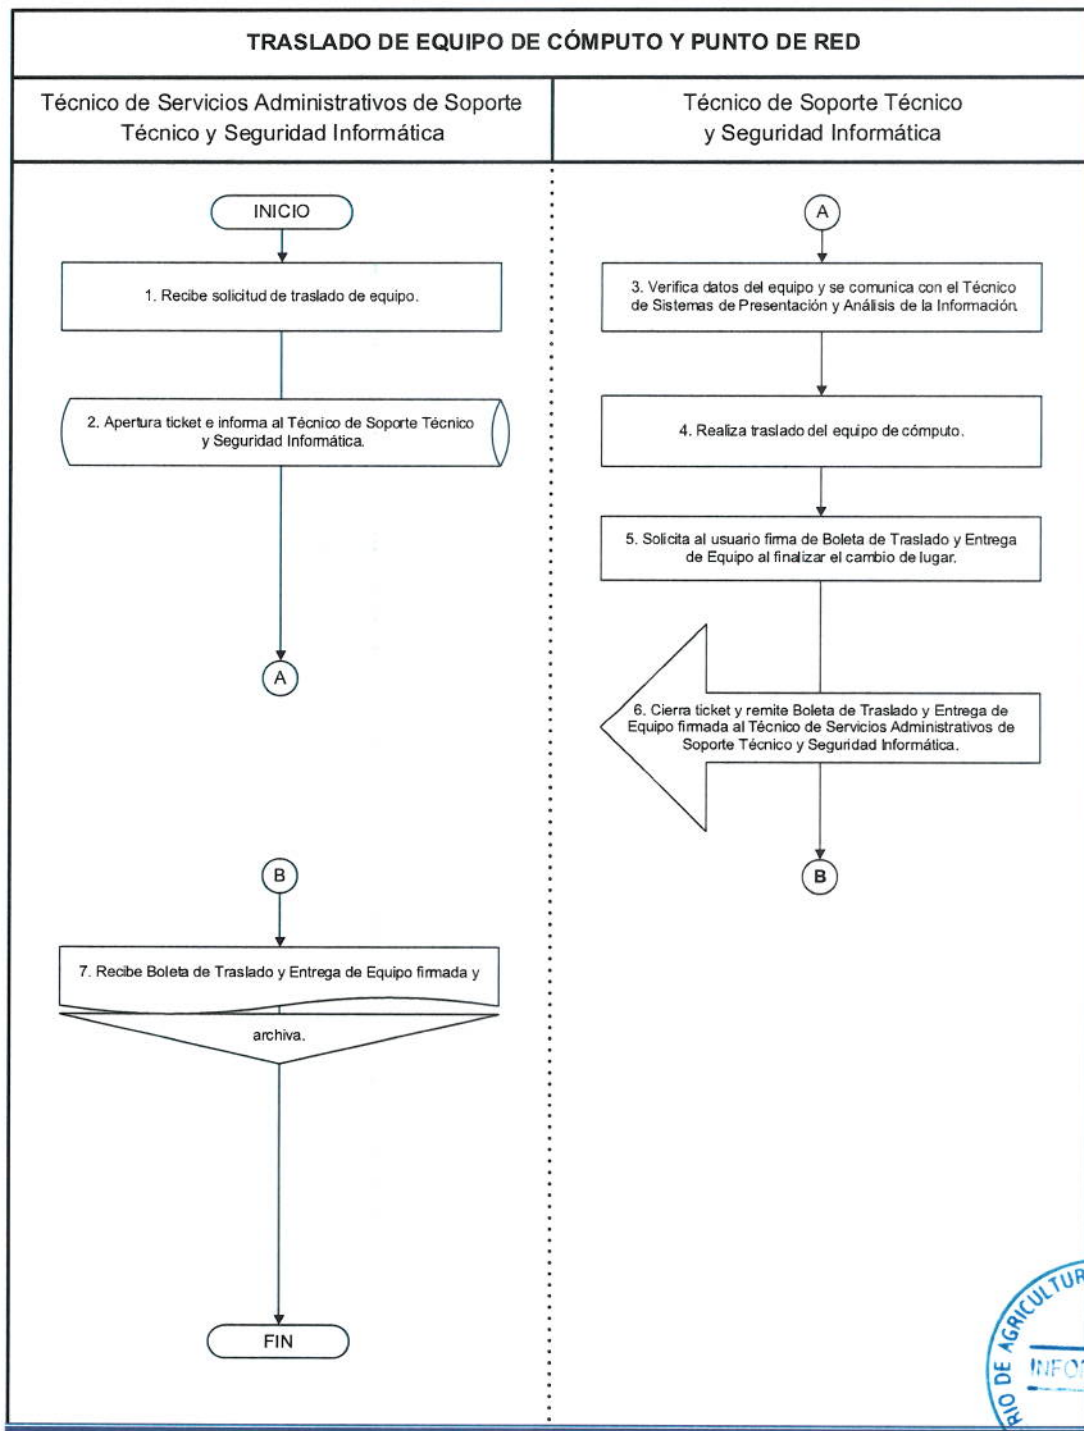 TRASLADO DE EQUIPO DE CÓMPUTO Y PUNTO DE RED
Técnico de Servicios Administrativos de Soporte
Técnico y Seguridad Informática
Técnico de Soporte Técnico
y Seguridad Informática
INICIO
1. Recibe solicitud de traslado de equipo.
2. Apertura ticket e informa al Técnico de Soporte Técnico
y Seguridad Informática.
A
A
3. Verifica datos del equipo y se comunica con el Técnico
de Sistemas de Presentación y Análisis de la Información.
4. Realiza traslado del equipo de cómputo.
5. Solicita al usuario firma de Boleta de Traslado y Entrega
de Equipo al finalizar el cambio de lugar.
6. Cierra ticket y remite Boleta de Traslado y Entrega de
Equipo firmada al Técnico de Servicios Administrativos de
Soporte Técnico y Seguridad Informática.
B
B
7. Recibe Boleta de Traslado y Entrega de Equipo firmada y
archiva.
FIN
DE